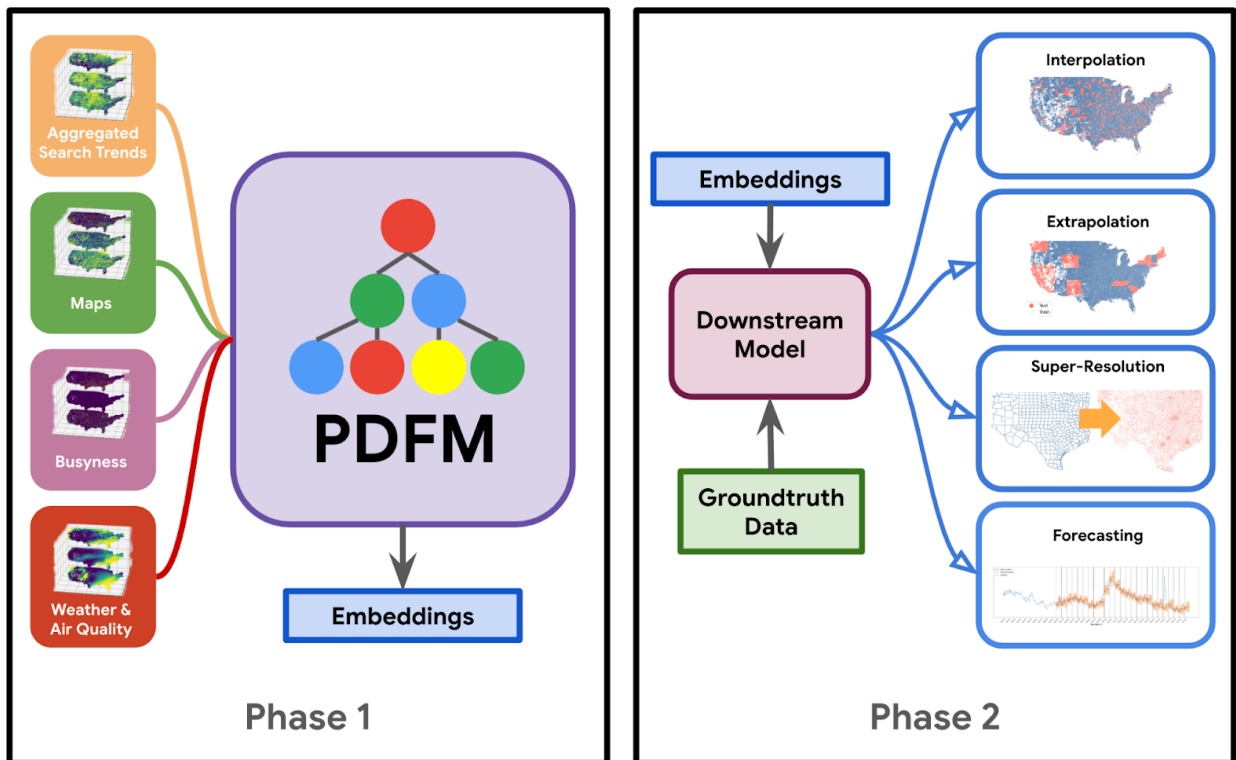 Aggregated
Search Trends
Maps
Busyness
Weather &
Air Quality
PDFM
Embeddings
Phase 1
Embeddings
Downstream
Model
Groundtruth
Data
Interpolation
Extrapolation
Test
Train
Super-Resolution
Forecasting
Phase 2